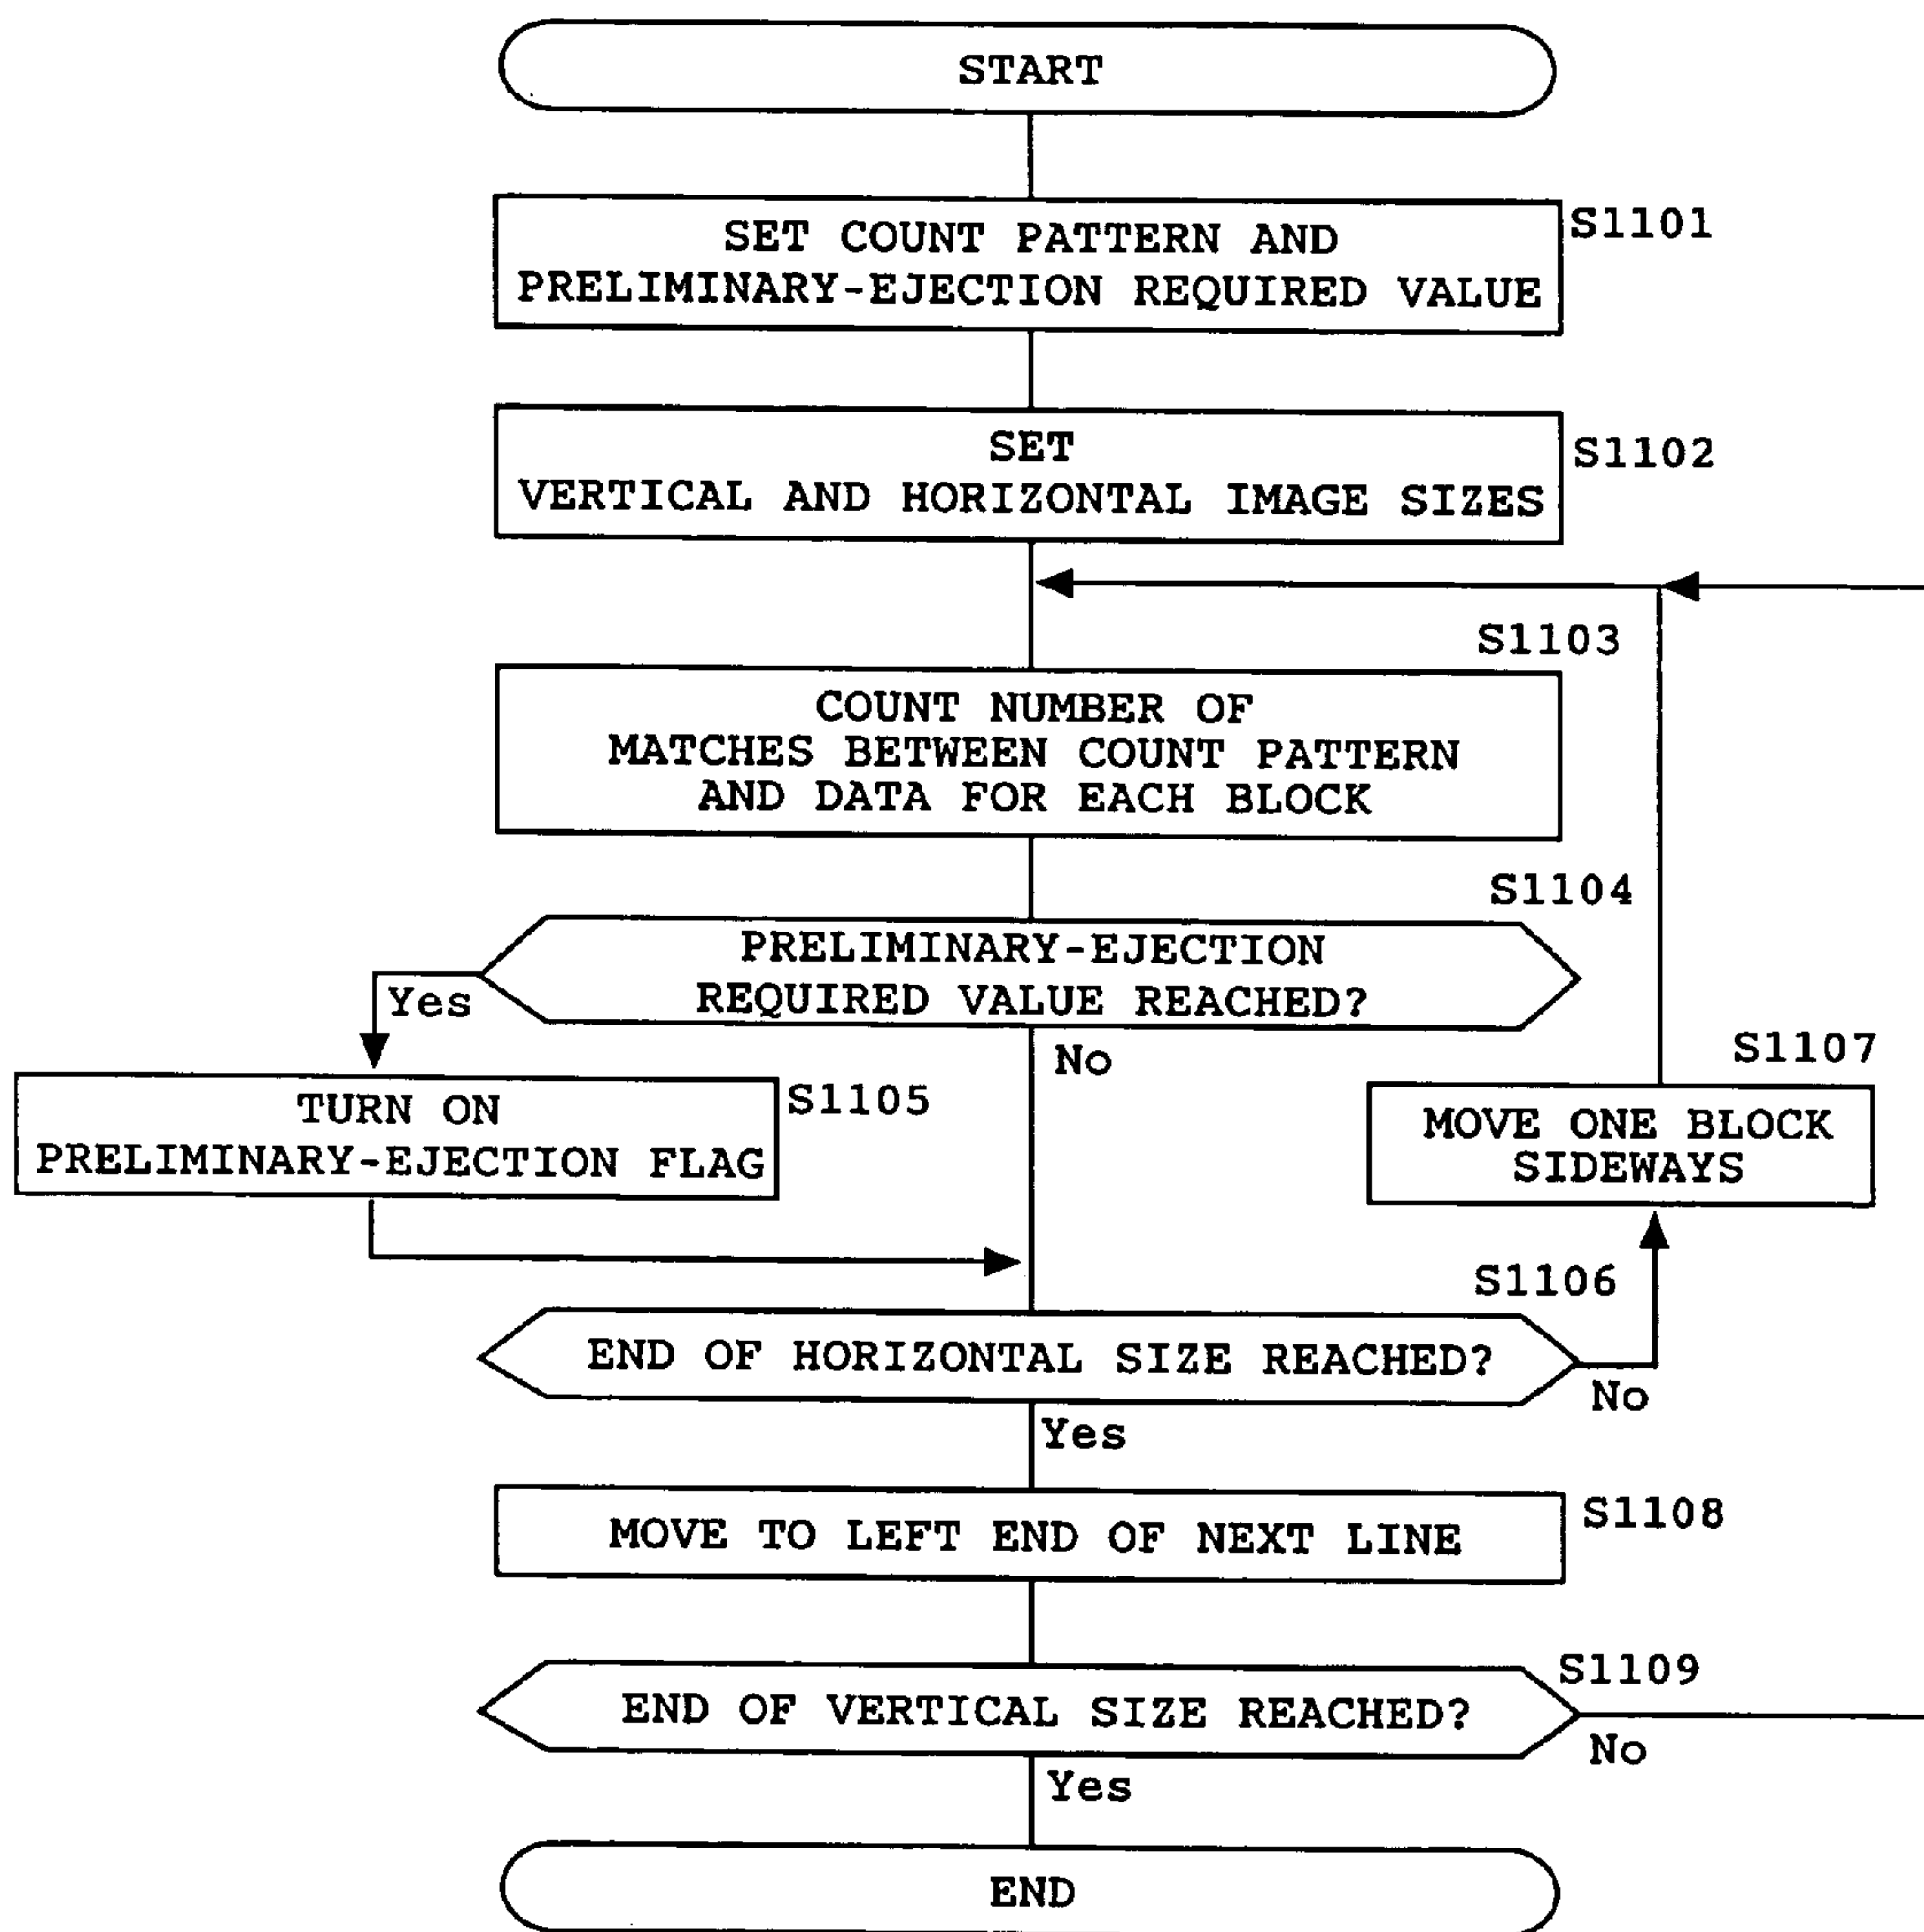 START
SET COUNT PATTERN AND
PRELIMINARY-EJECTION REQUIRED VALUE
S1101
SET
VERTICAL AND HORIZONTAL IMAGE SIZES
S1102
S1103
COUNT NUMBER OF
MATCHES BETWEEN COUNT PATTERN
AND DATA FOR EACH BLOCK
S1104
PRELIMINARY-EJECTION
REQUIRED VALUE REACHED?
Yes
No
TURN ON
PRELIMINARY-EJECTION FLAG
S1105
S1107
MOVE ONE BLOCK
SIDEWAYS
S1106
END OF HORIZONTAL SIZE REACHED?
No
Yes
MOVE TO LEFT END OF NEXT LINE
S1108
S1109
END OF VERTICAL SIZE REACHED?
No
Yes
END